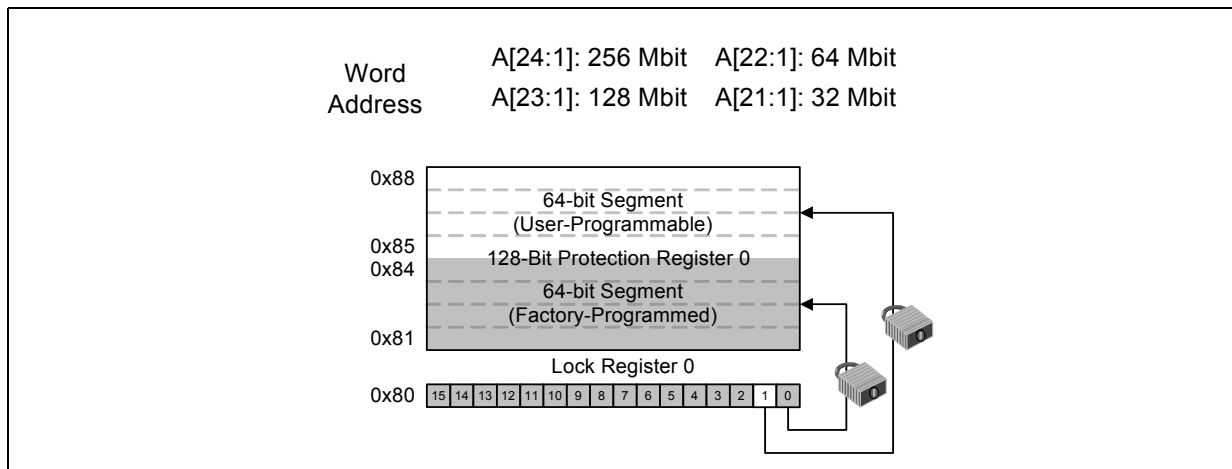 Word
Address
A[24:1]: 256 Mbit A[22:1]: 64 Mbit
A[23:1]: 128 Mbit A[21:1]: 32 Mbit
0x88
64-bit Segment
(User-Programmable)
0x85
128-Bit Protection Register 0
0x84
64-bit Segment
(Factory-Programmed)
0x81
Lock Register 0
0x80 15 14 13 12 11 10 9 8 7 6 5 4 3 2 1 0